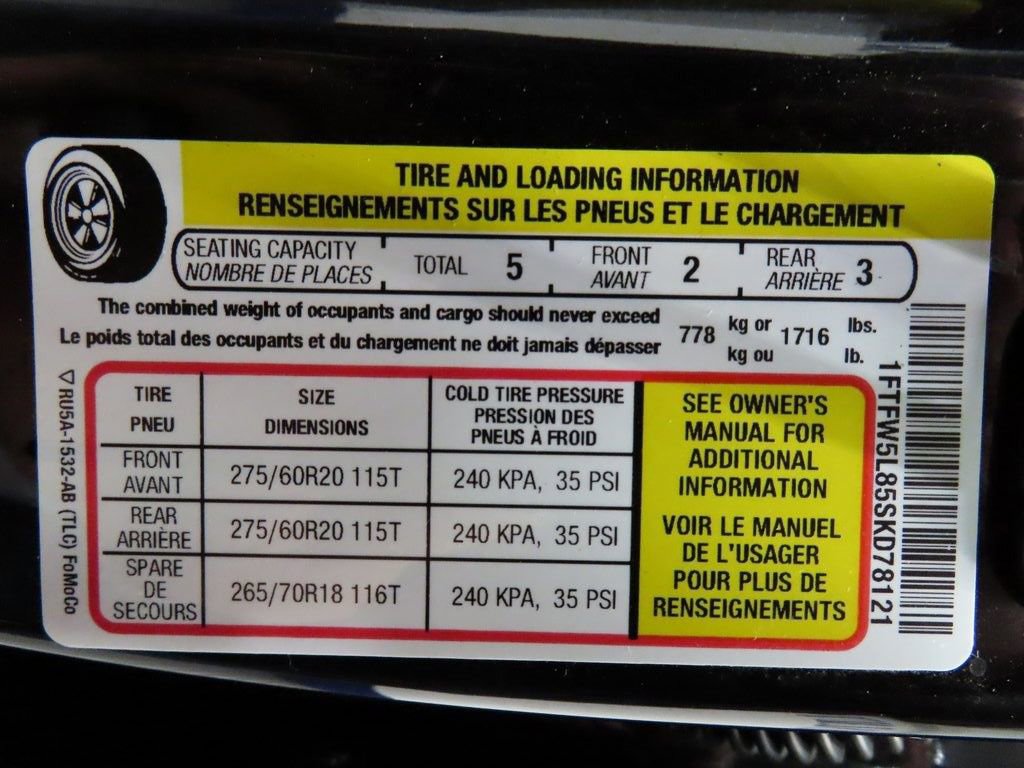 TIRE AND LOADING INFORMATION
RENSEIGNEMENTS SUR LES PNEUS ET LE CHARGEMENT
SEATING CAPACITY TOTAL 5 FRONT 2 REAR 3
NOMBRE DE PLACES AVANT ARRIÈRE
The combined weight of occupants and cargo should never exceed 778 kg or 1716 lbs.
Le poids total des occupants et du chargement ne doit jamais dépasser kg ou lb.
TIRE SIZE COLD TIRE PRESSURE
PNEU DIMENSIONS PRESSION DES
PNEUS À FROID
FRONT
AVANT 275/60R20 115T 240 KPA, 35 PSI
REAR
ARRIÈRE 275/60R20 115T 240 KPA, 35 PSI
SPARE
DE
SECOURS 265/70R18 116T 240 KPA, 35 PSI
SEE OWNER'S
MANUAL FOR
ADDITIONAL
INFORMATION
VOIR LE MANUEL
DE L'USAGER
POUR PLUS DE
RENSEIGNEMENTS
▽RU5A-1532-AB (TLC) FoMoCo
1FTFW5L85SKD78121